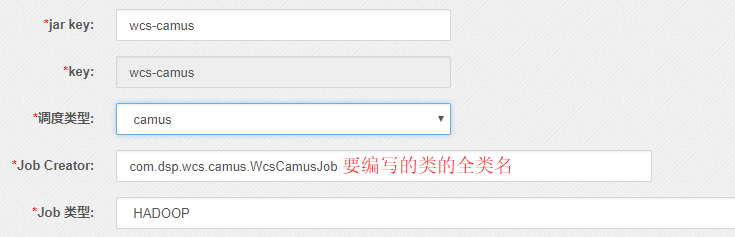 *jar key: wcs-camus
*key: wcs-camus
*调度类型: camus
*Job Creator: com.dsp.wcs.camus.WcsCamusJob 要编写的类的全类名
*Job 类型: HADOOP